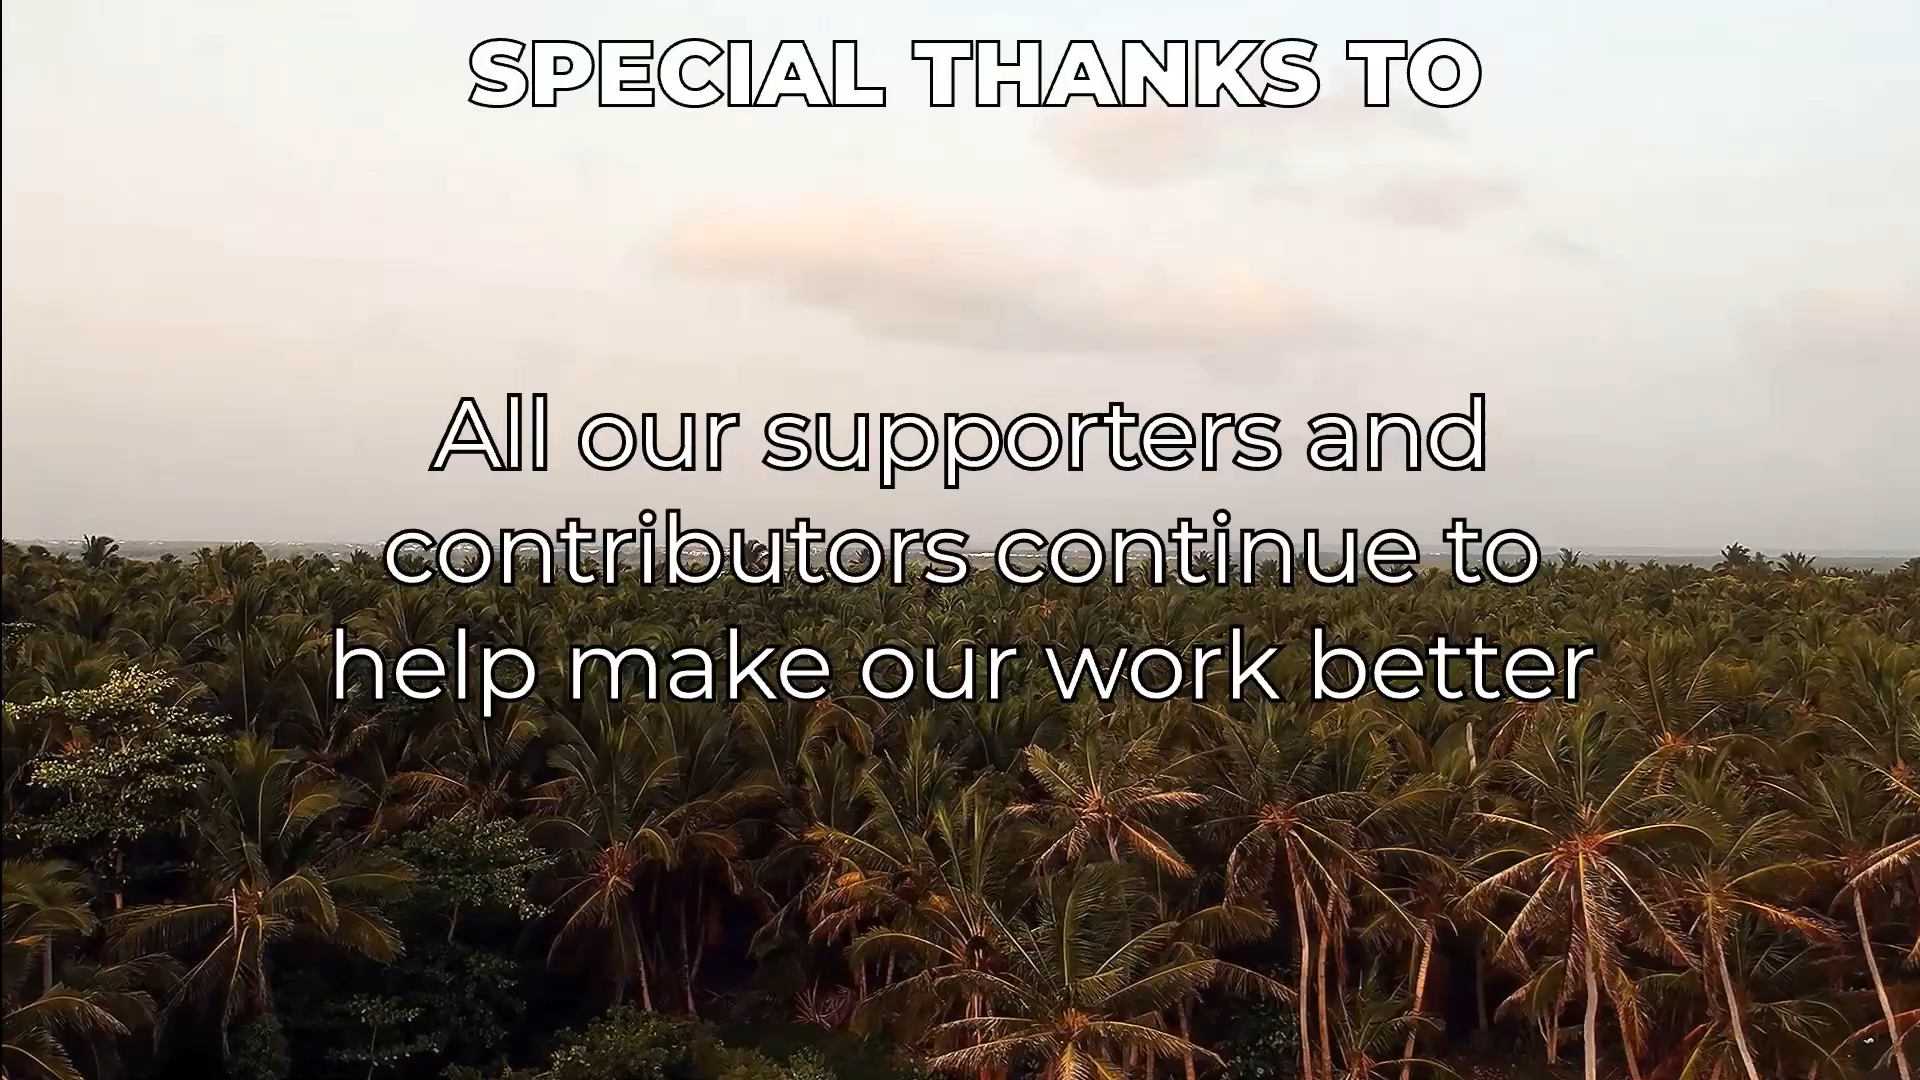 SPECIAL THANKS TO
All our supporters and
contributors continue to
help make our work better